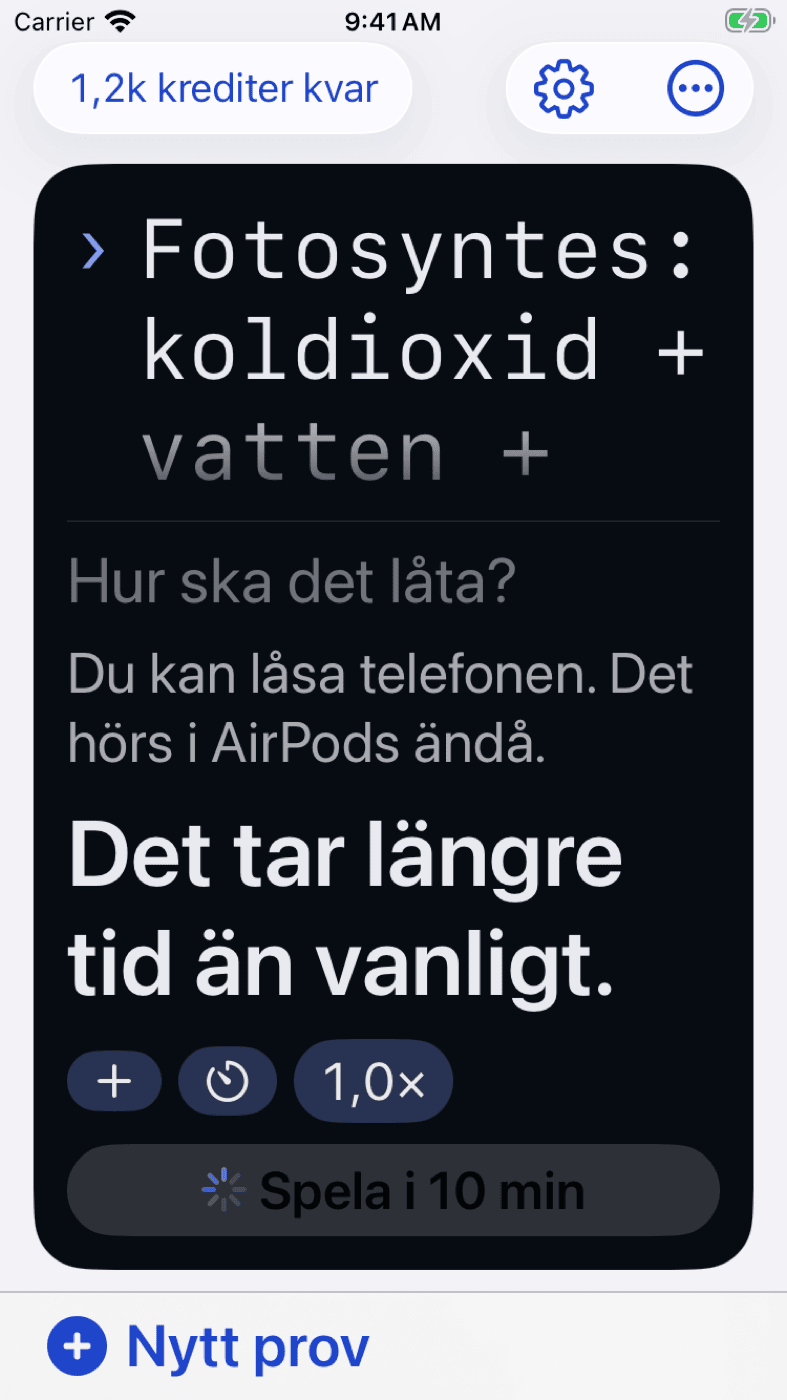 Carrier
9:41 AM
1,2k krediter kvar
› Fotosyntes:
koldioxid +
vatten +
Hur ska det låta?
Du kan låsa telefonen. Det
hörs i AirPods ändå.
Det tar längre
tid än vanligt.
1,0×
Spela i 10 min
Nytt prov